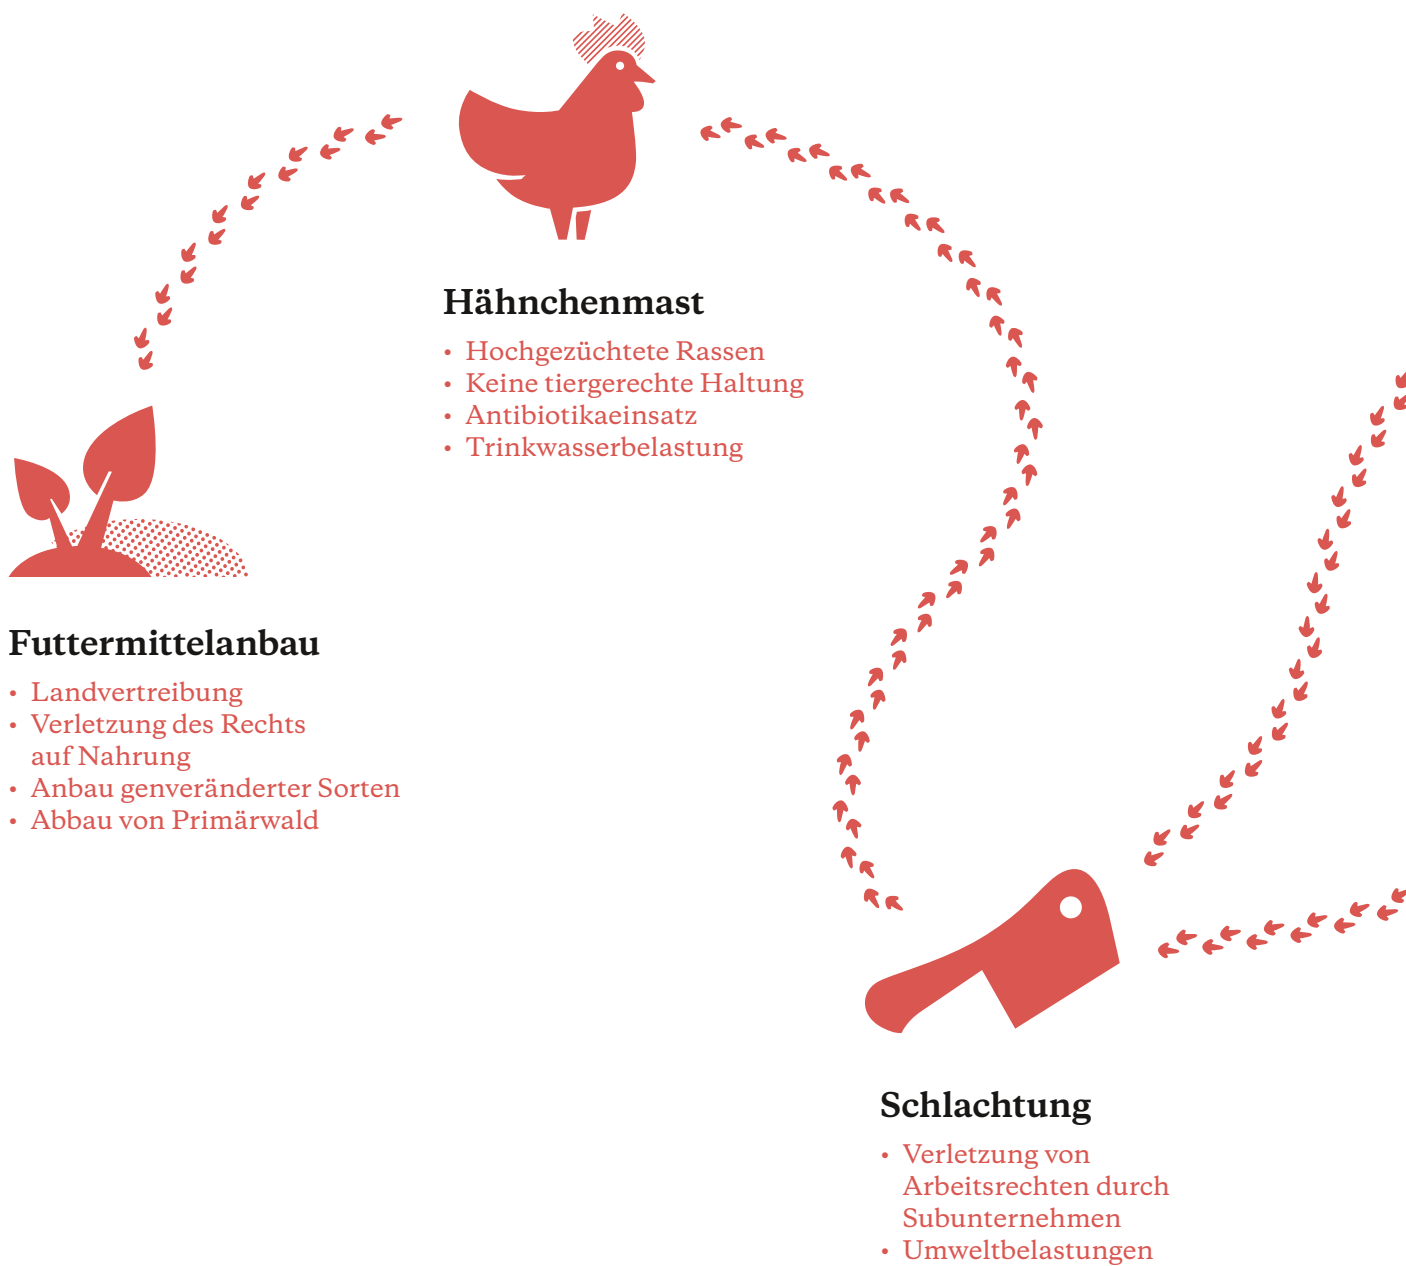 Hähnchenmast
• Hochgezüchtete Rassen
• Keine tiergerechte Haltung
• Antibiotikaeinsatz
• Trinkwasserbelastung
Futtermittelanbau
• Landvertreibung
• Verletzung des Rechts
auf Nahrung
• Anbau genveränderter Sorten
• Abbau von Primärwald
Schlachtung
• Verletzung von
Arbeitsrechten durch
Subunternehmen
• Umweltbelastungen